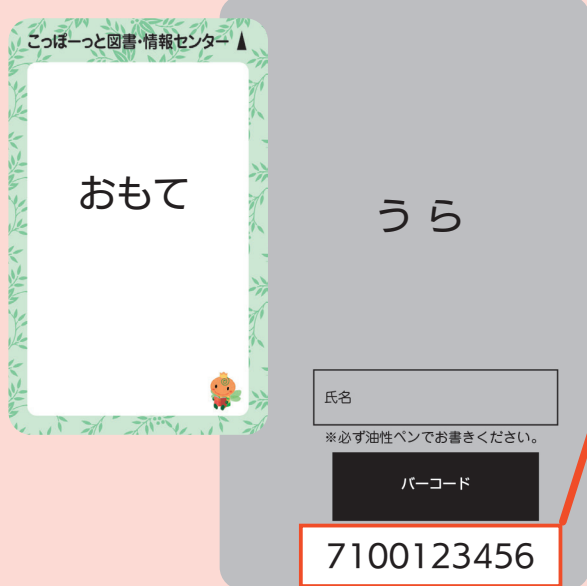 こっぽーっと図書・情報センター
おもて
うら
氏名
※必ず油性ペンでお書きください。
バーコード
7100123456